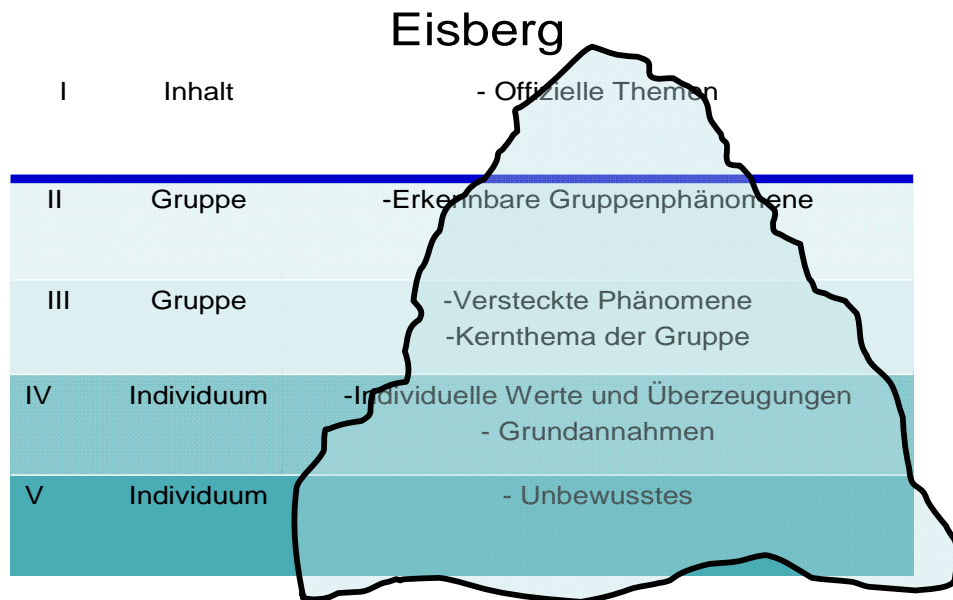 Eisberg
I Inhalt - Offizielle Themen
II Gruppe -Erkennbare Gruppenphänomene
III Gruppe -Versteckte Phänomene
-Kernthema der Gruppe
IV Individuum -Individuelle Werte und Überzeugungen
- Grundannahmen
V Individuum - Unbewusstes